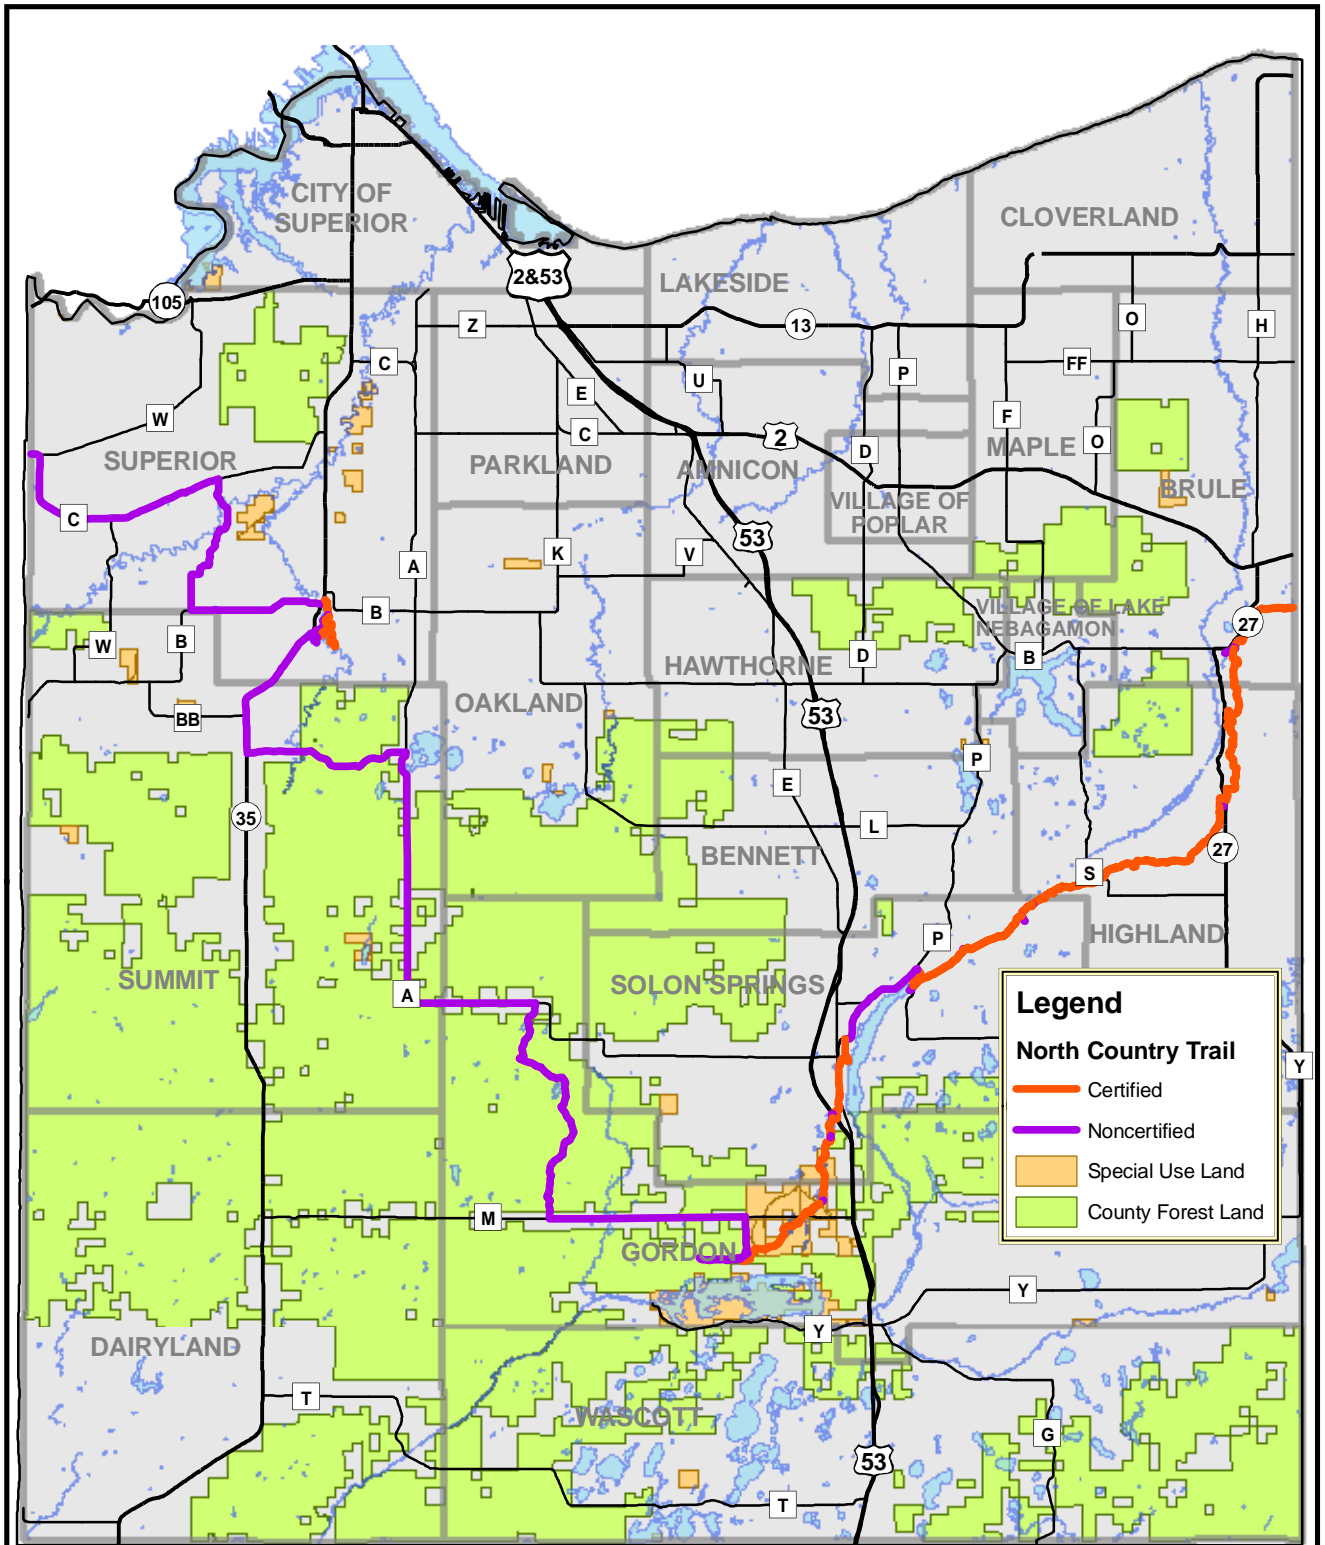 CITY OF
SUPERIOR
CLOVERLAND
2&53
LAKESIDE
105
Z
13
O
H
C
FF
U
P
E
W
F
C
2
O
MAPLE
D
SUPERIOR
PARKLAND
AMNICON
BRULE
VILLAGE OF
POPLAR
C
53
K
V
A
VILLAGE OF LAKE
NEBAGAMON
B
27
B
W
B
D
HAWTHORNE
OAKLAND
BB
53
P
E
35
L
BENNETT
27
S
P
HIGHLAND
SUMMIT
SOLON SPRINGS
A
Legend
North Country Trail
Certified
Noncertified
Special Use Land
County Forest Land
Y
M
GORDON
Y
Y
DAIRYLAND
T
WASCOTT
G
53
T